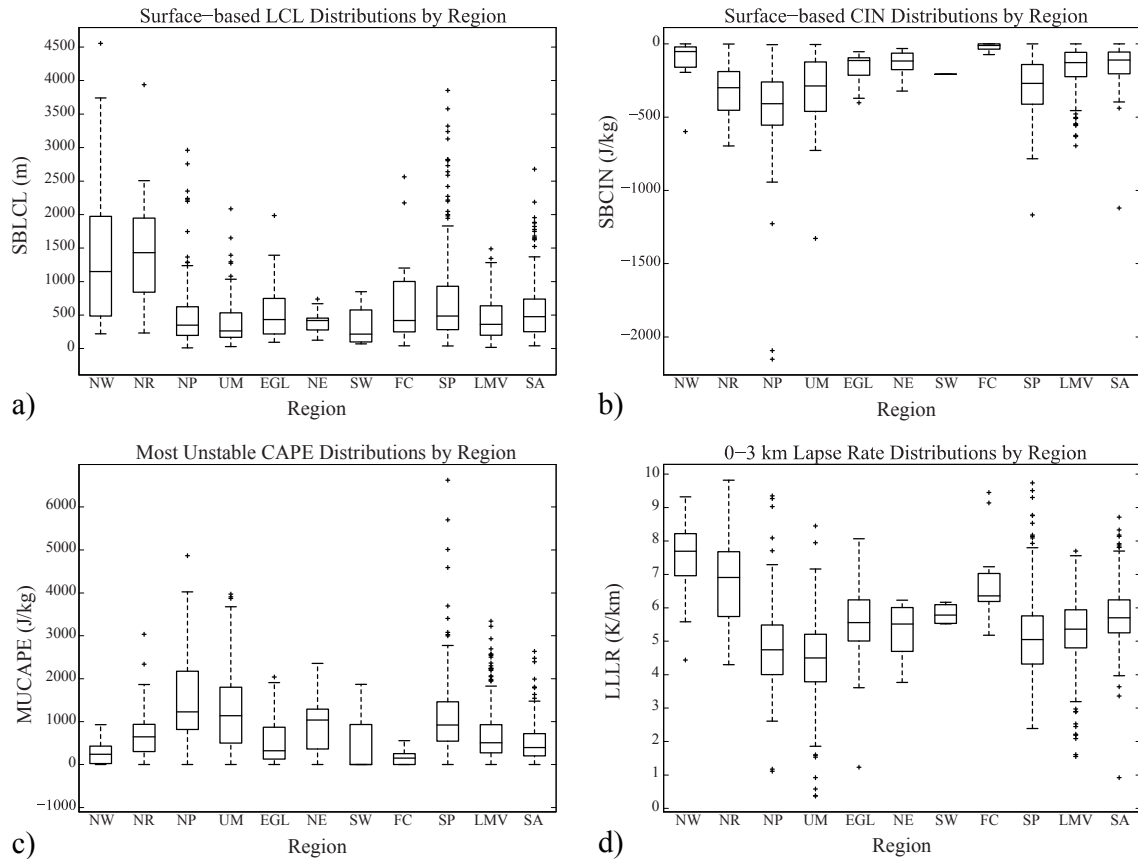 Surface−based LCL Distributions by Region
4500
4000
3500
3000
2500
2000
1500
1000
500
0
SBLCL (m)
NW NR NP UM EGL NE SW FC SP LMV SA
Region
a)
Surface−based CIN Distributions by Region
0
−500
−1000
−1500
−2000
SBCIN (J/kg)
NW NR NP UM EGL NE SW FC SP LMV SA
Region
b)
Most Unstable CAPE Distributions by Region
6000
5000
4000
3000
2000
1000
0
−1000
MUCAPE (J/kg)
NW NR NP UM EGL NE SW FC SP LMV SA
Region
c)
0−3 km Lapse Rate Distributions by Region
10
9
8
7
6
5
4
3
2
1
0
LLLR (K/km)
NW NR NP UM EGL NE SW FC SP LMV SA
Region
d)